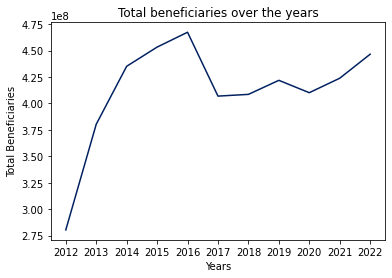 Total beneficiaries over the years
1e8
4.75
4.50
4.25
4.00
3.75
3.50
3.25
3.00
2.75
Total Beneficiaries
2012 2013 2014 2015 2016 2017 2018 2019 2020 2021 2022
Years